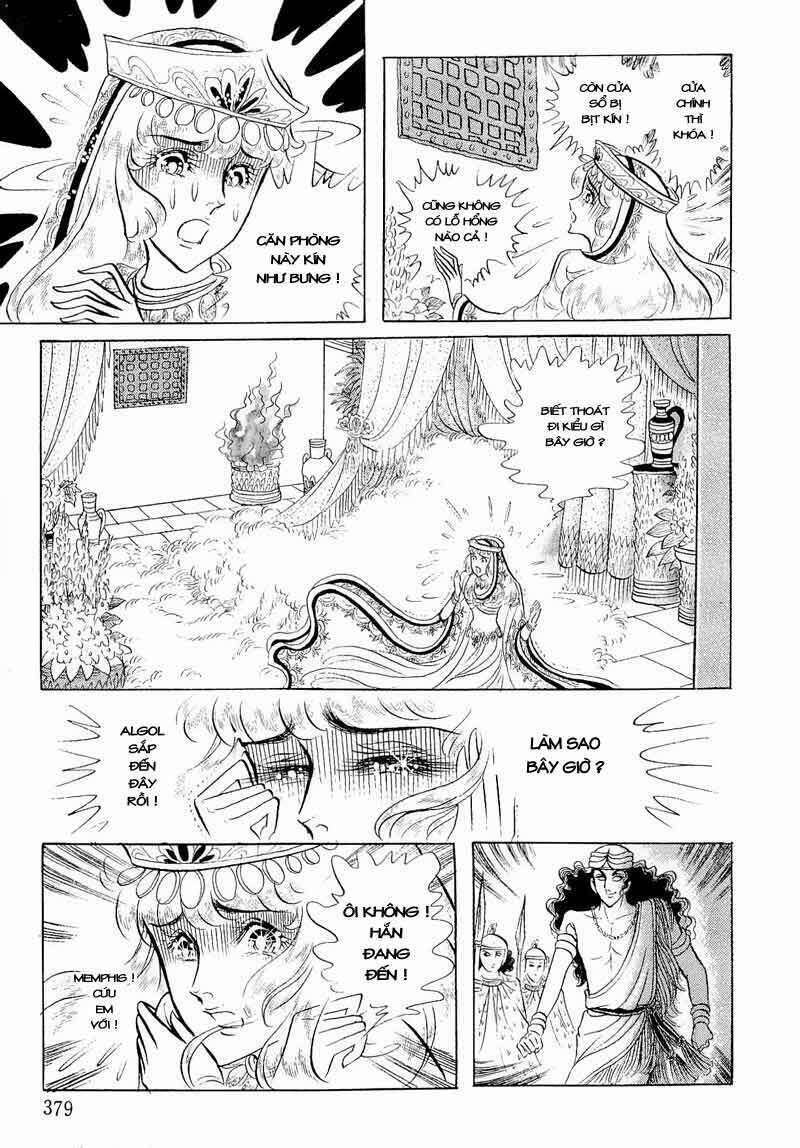 CỬA
CHÍNH
THÌ
KHÓA !
CÒN CỬA
SỔ BỊ
BỊT KÍN !
CŨNG KHÔNG
CÓ LỖ HỔNG
NÀO CẢ !
CĂN PHÒNG
NÀY KÍN
NHƯ BƯNG !
BIẾT THOÁT
ĐI KIỂU GÌ
BÂY GIỜ ?
LÀM SAO
BÂY GIỜ ?
ALGOL
SẮP
ĐẾN
ĐÂY
RỒI !
ÔI KHÔNG !
HẮN
ĐANG
ĐẾN !
MEMPHIS !
CỨU
EM
VỚI !
379